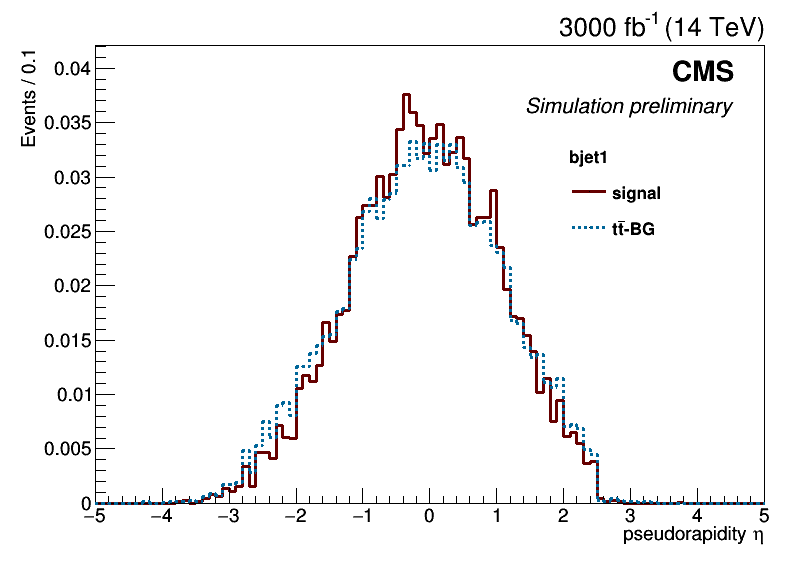 3000 fb⁻¹ (14 TeV)
Events / 0.1
0.04
0.035
0.03
0.025
0.02
0.015
0.01
0.005
0
CMS
Simulation preliminary
bjet1
signal
tt̄-BG
−5 −4 −3 −2 −1 0 1 2 3 4 5
pseudorapidity η